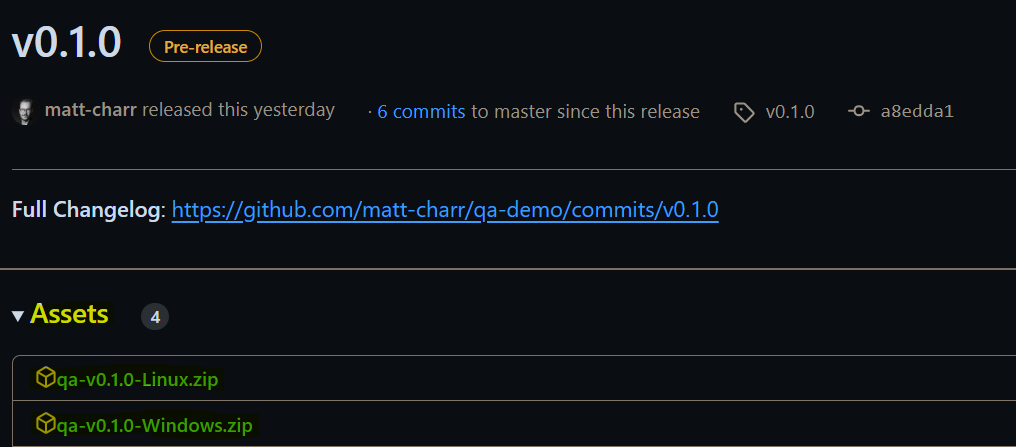 v0.1.0 Pre-release
matt-charr released this yesterday · 6 commits to master since this release v0.1.0 a8edda1
Full Changelog: https://github.com/matt-charr/qa-demo/commits/v0.1.0
Assets 4
qa-v0.1.0-Linux.zip
qa-v0.1.0-Windows.zip